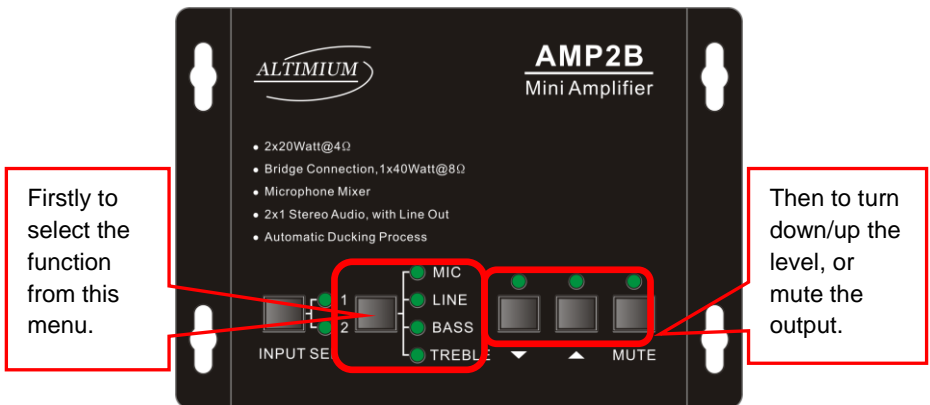 ALTIMIUM
AMP2B
Mini Amplifier
• 2x20Watt@4Ω
• Bridge Connection,1x40Watt@8Ω
• Microphone Mixer
• 2x1 Stereo Audio, with Line Out
• Automatic Ducking Process
Firstly to
select the
function
from this
menu.
1
2
INPUT SE
MIC
LINE
BASS
TREBLE
▼
▲
MUTE
Then to turn
down/up the
level, or
mute the
output.